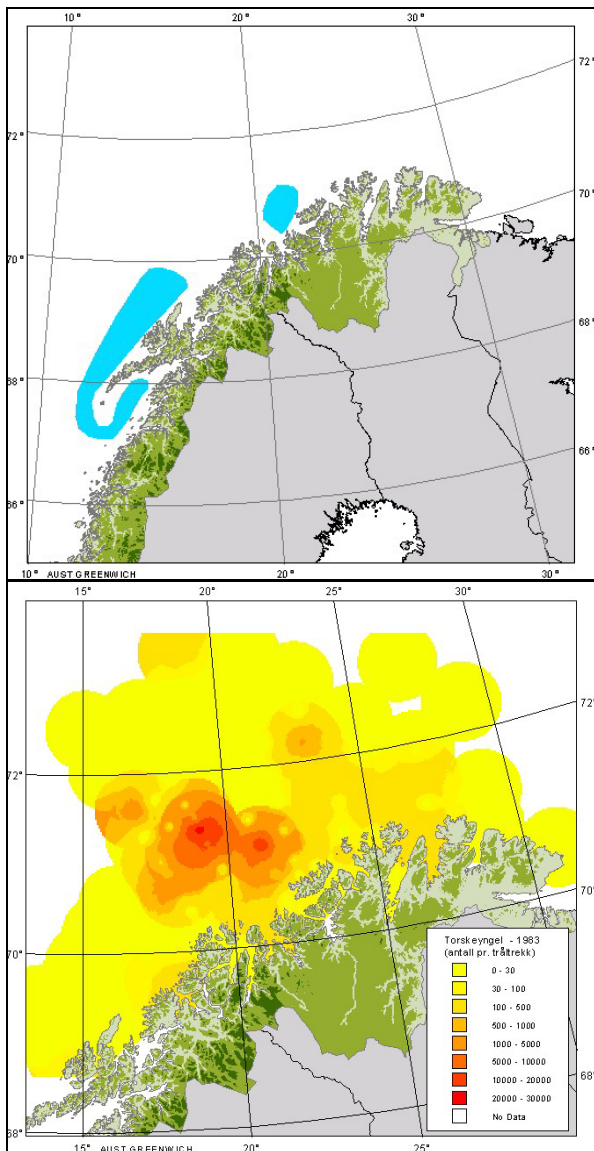 10° 20° 30°
72°
72°
70°
70°
68°
68°
66°
66°
10° AUST GREENWICH 20° 30°
15° 20° 25° 30°
72°
72°
70°
70°
68°
Torskeyngel - 1983
(antall pr. tråltrekk)
0 - 30
30 - 100
100 - 500
500 - 1000
1000 - 5000
5000 - 10000
10000 - 20000
20000 - 30000
No Data
15° AUST GREENWICH 20° 25°